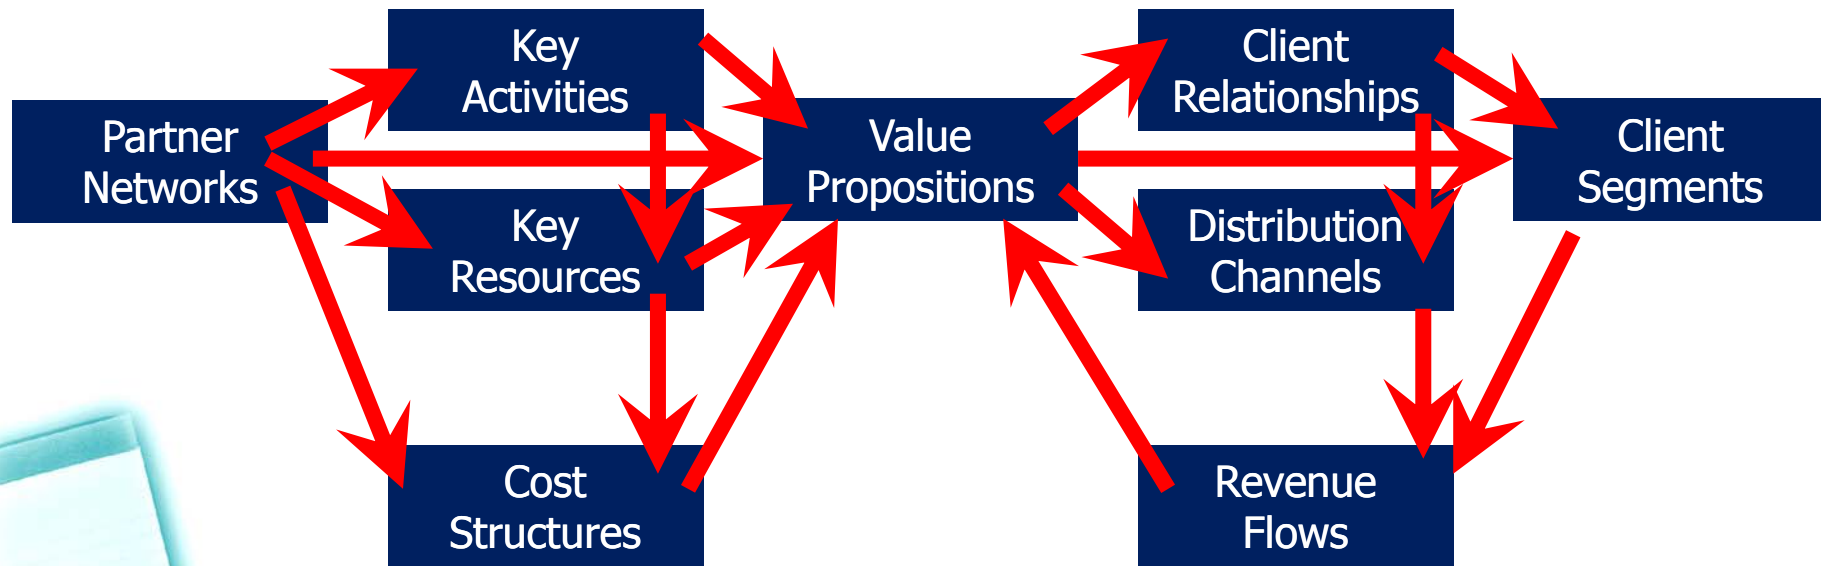 Partner
Networks
Key
Activities
Key
Resources
Cost
Structures
Value
Propositions
Client
Relationships
Distribution
Channels
Revenue
Flows
Client
Segments